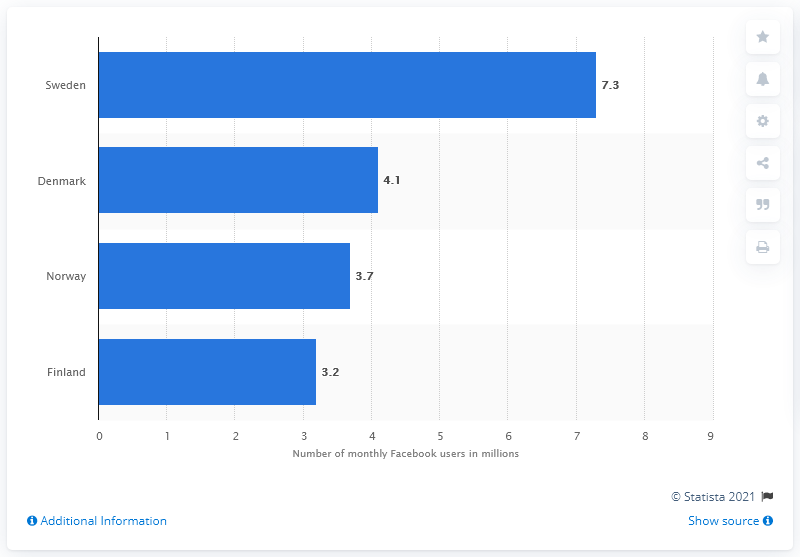 Sweden 7.3
Denmark 4.1
Norway 3.7
Finland 3.2
0 1 2 3 4 5 6 7 8 9
Number of monthly Facebook users in millions
© Statista 2021
Additional Information Show source